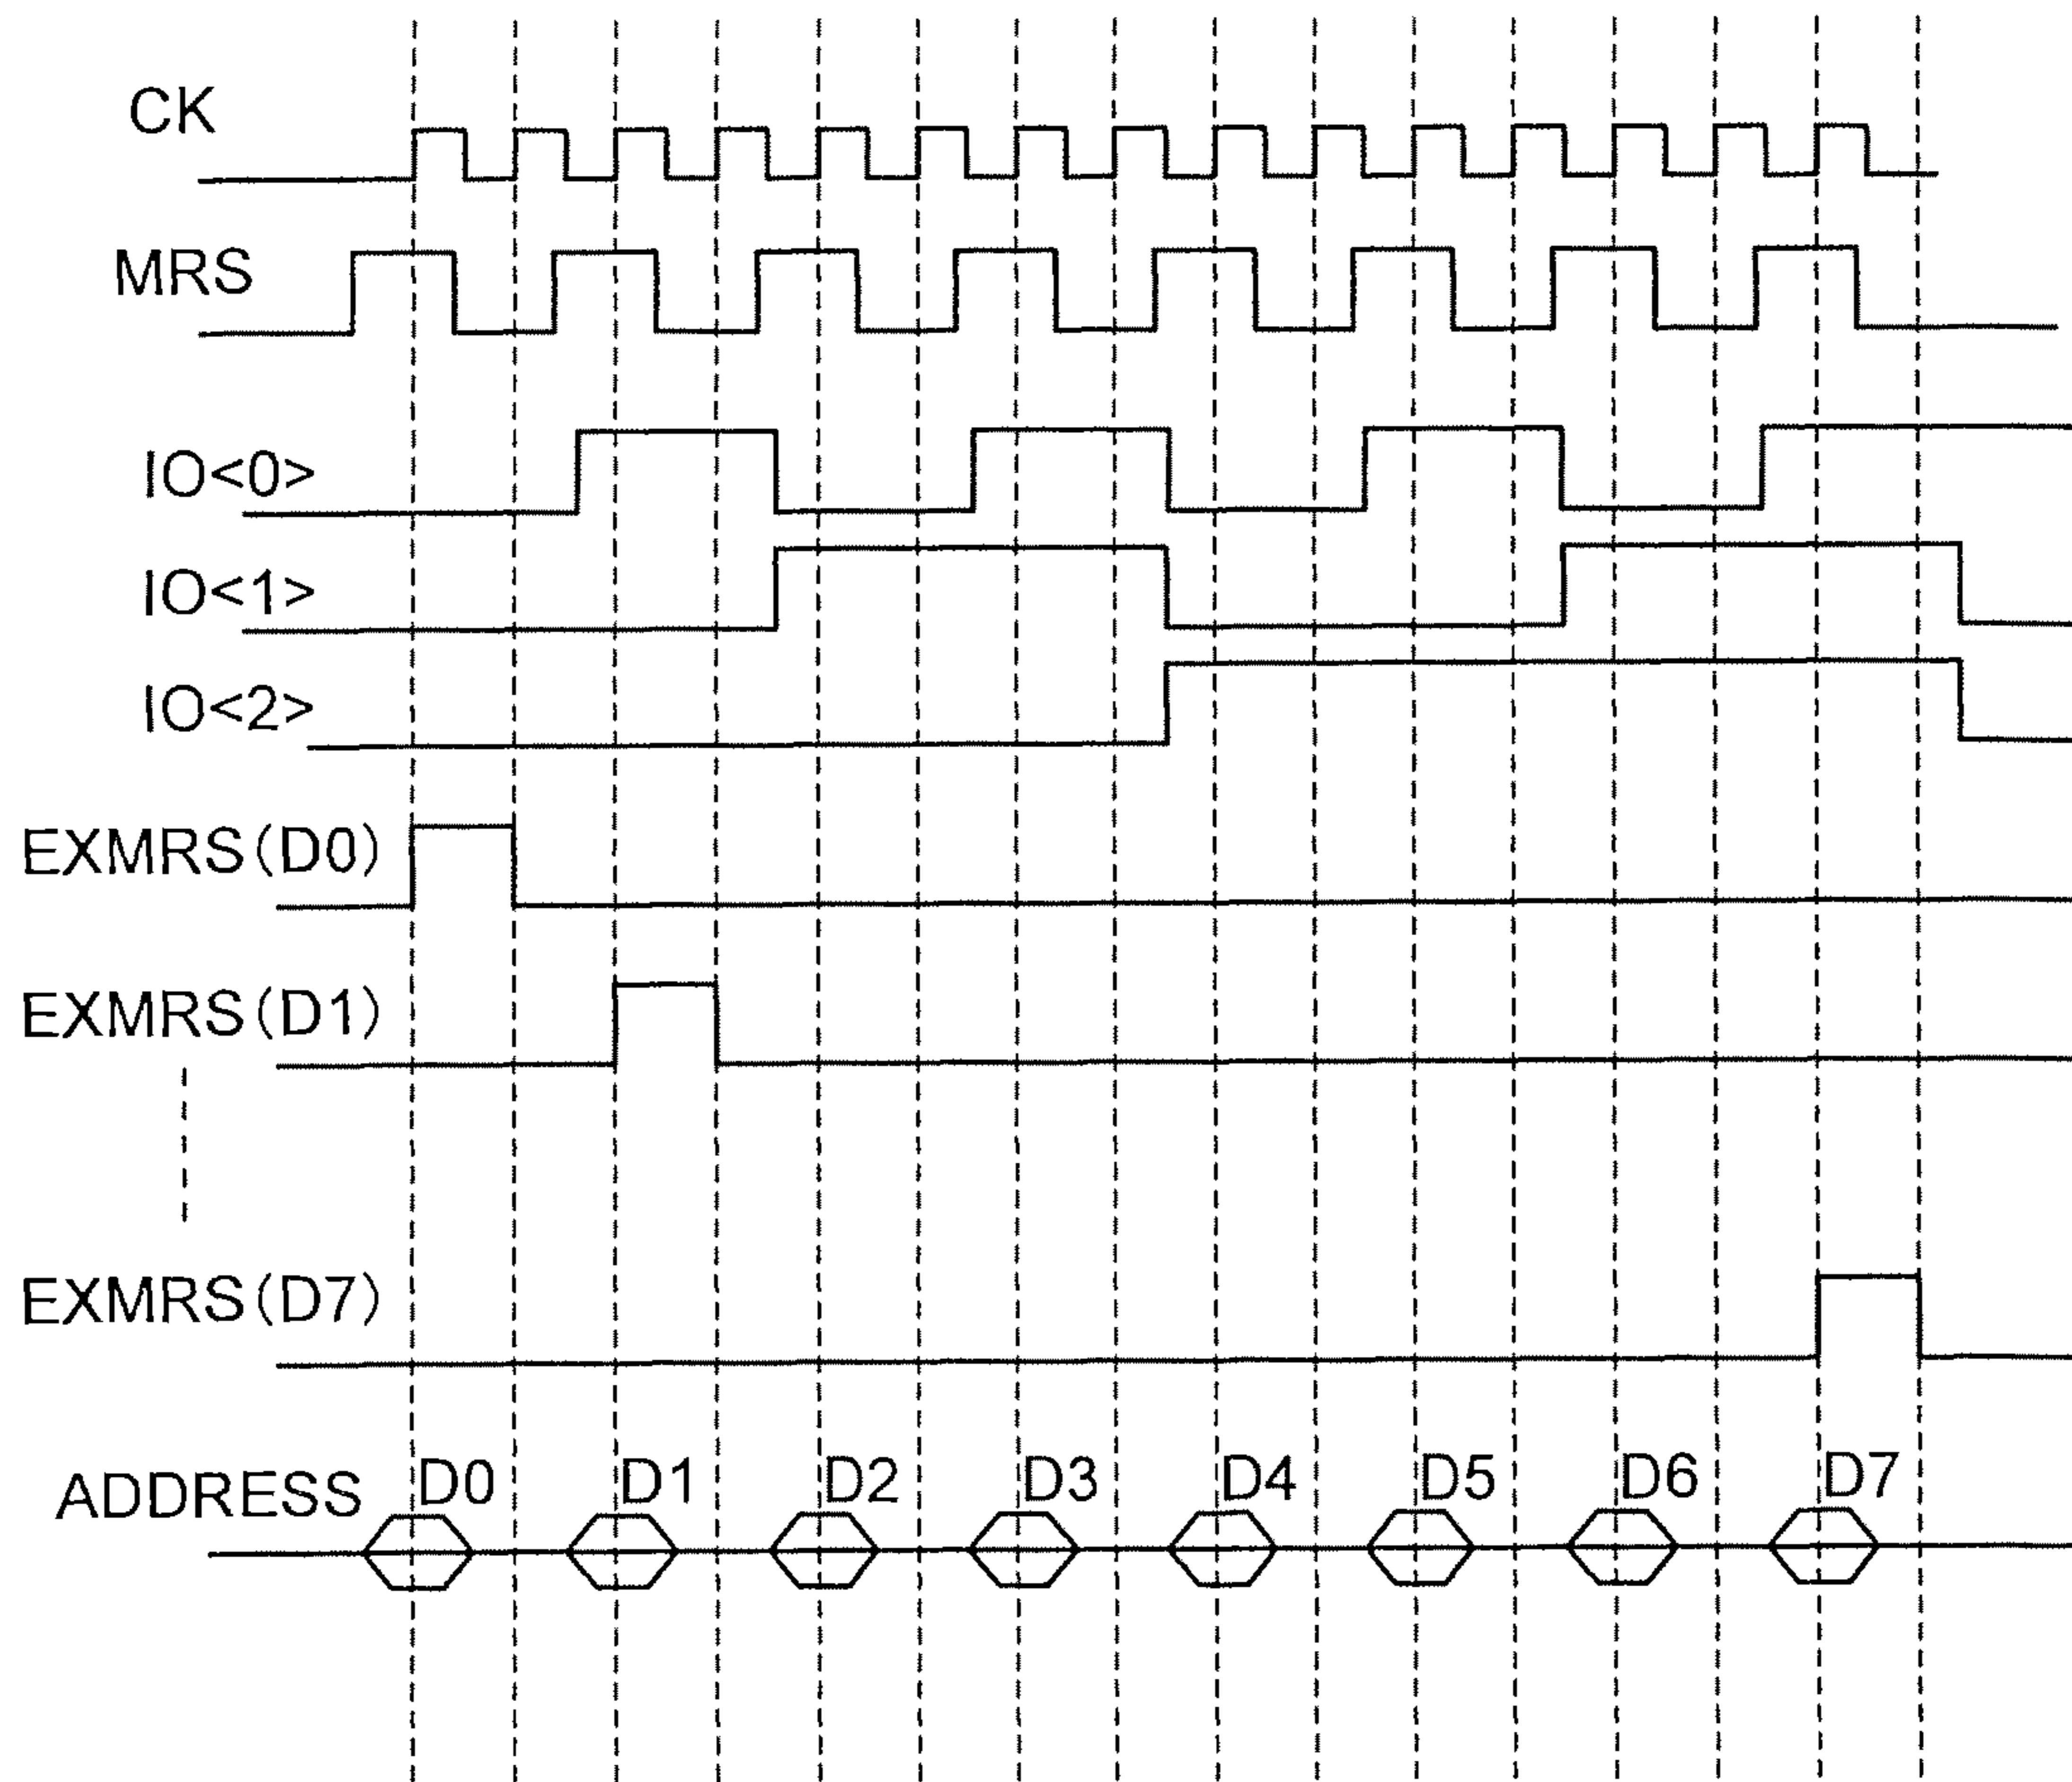 CK
MRS
IO<0>
IO<1>
IO<2>
EXMRS(D0)
EXMRS(D1)
EXMRS(D7)
ADDRESS D0 D1 D2 D3 D4 D5 D6 D7